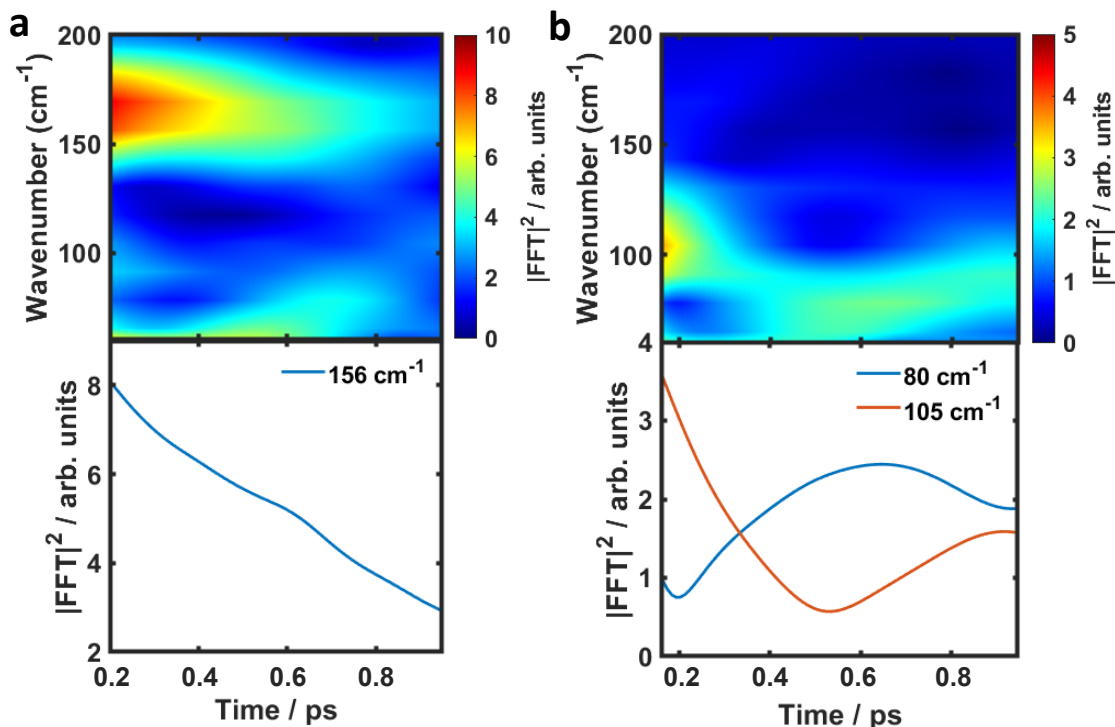 a
b
200
150
100
Wavenumber (cm-1)
10
8
6
4
2
0
|FFT|2 / arb. units
156 cm-1
8
6
4
2
|FFT|2 / arb. units
0.2 0.4 0.6 0.8
Time / ps
200
150
100
Wavenumber (cm-1)
5
4
3
2
1
0
|FFT|2 / arb. units
80 cm-1
105 cm-1
4
3
2
1
0
|FFT|2 / arb. units
0.2 0.4 0.6 0.8
Time / ps